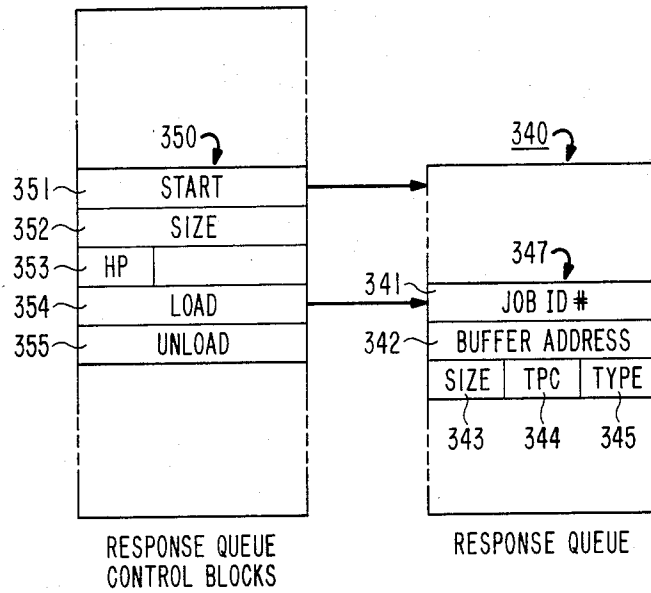 350
340
351
START
352
SIZE
353
HP
347
341
JOB ID #
354
LOAD
342
BUFFER ADDRESS
355
UNLOAD
SIZE TPC TYPE
343 344 345
RESPONSE QUEUE
CONTROL BLOCKS
RESPONSE QUEUE